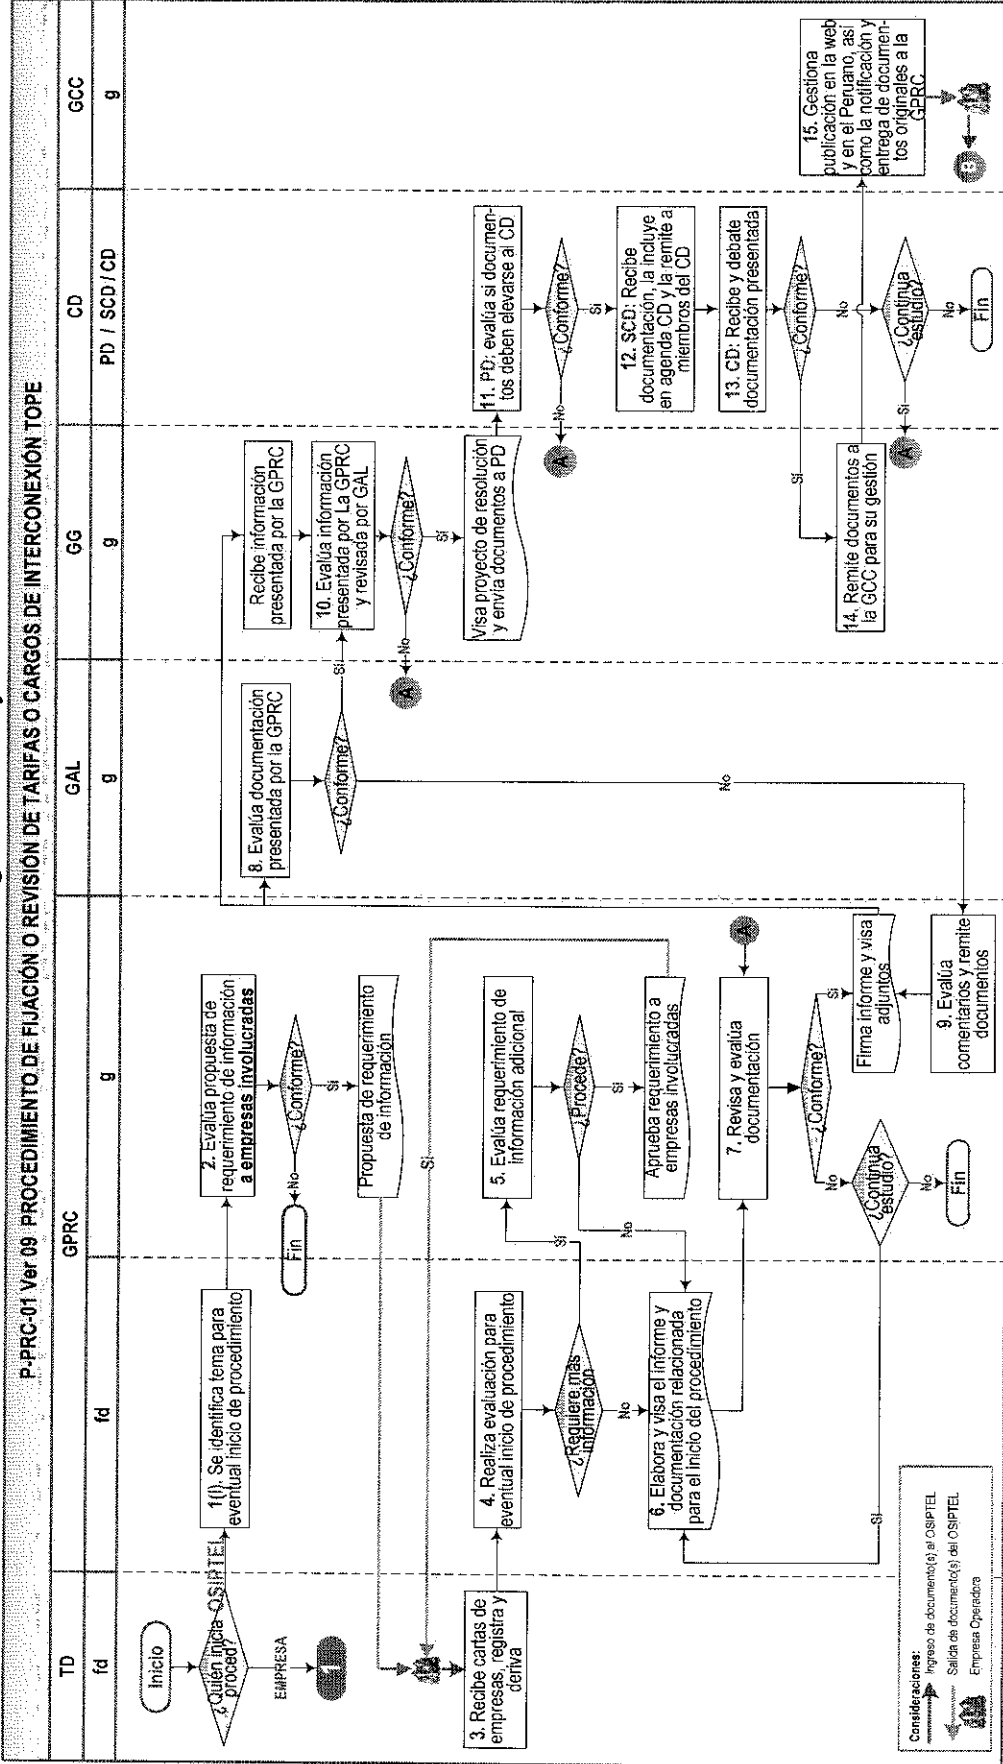 P-PRC-01 Ver 09 PROCEDIMIENTO DE FIJACIÓN O REVISIÓN DE TARIFAS O CARGOS DE INTERCONEXIÓN TOPE
TD
GPRC
GAL
GG
CD
GCC
fd
fd
g
g
g
PD / SCD / CD
g
Inicio
¿Quién inicia
proced?
OSIPTEL
EMPRESA
1
1(I). Se identifica tema para
eventual inicio de procedimiento
2. Evalúa propuesta de
requerimiento de información
a empresas involucradas
¿Conforme?
No
Fin
Si
Propuesta de requerimiento
de información
3. Recibe cartas de
empresas, registra y
deriva
4. Realiza evaluación para
eventual inicio de procedimiento
¿Requiere más
información
Si
No
5. Evalúa requerimiento de
información adicional
¿Procede?
No
Si
Aprueba requerimiento a
empresas involucradas
Si
6. Elabora y visa el informe y
documentación relacionada
para el inicio del procedimiento
7. Revisa y evalúa
documentación
A
¿Conforme?
Si
No
¿Continua
estudio?
No
Fin
Si
Firma informe y visa
adjuntos
9. Evalúa
comentarios y remite
documentos
8. Evalúa documentación
presentada por la GPRC
¿Conforme?
Si
No
Recibe información
presentada por la GPRC
10. Evalúa información
presentada por La GPRC
y revisada por GAL
¿Conforme?
No
A
Si
Visa proyecto de resolución
y envía documentos a PD
11. PD: evalúa si documen-
tos deben elevarse al CD
¿Conforme?
No
A
Si
12. SCD: Recibe
documentación, la incluye
en agenda CD y la remite a
miembros del CD
13. CD: Recibe y debate
documentación presentada
¿Conforme?
Si
No
¿Continua
estudio?
Si
A
No
Fin
14. Remite documentos a
la GCC para su gestión
15. Gestiona
publicación en la web
y en el Peruano, así
como la notificación y
entrega de documen-
tos originales a la
GPRC
Consideraciones:
Ingreso de documento(s) al OSIPTEL
Salida de documento(s) del OSIPTEL
Empresa Operadora